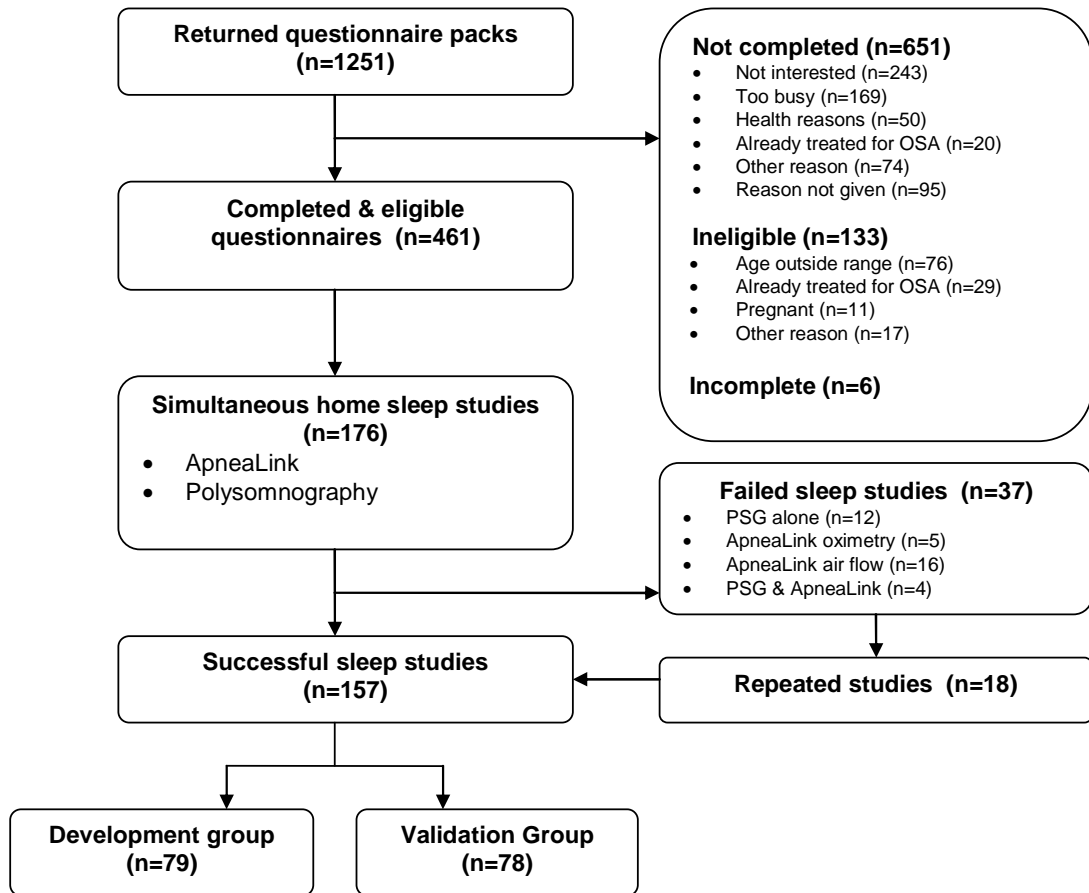 Returned questionnaire packs
(n=1251)
Not completed (n=651)
• Not interested (n=243)
• Too busy (n=169)
• Health reasons (n=50)
• Already treated for OSA (n=20)
• Other reason (n=74)
• Reason not given (n=95)
Ineligible (n=133)
• Age outside range (n=76)
• Already treated for OSA (n=29)
• Pregnant (n=11)
• Other reason (n=17)
Incomplete (n=6)
Completed & eligible
questionnaires (n=461)
Simultaneous home sleep studies
(n=176)
• ApneaLink
• Polysomnography
Failed sleep studies (n=37)
• PSG alone (n=12)
• ApneaLink oximetry (n=5)
• ApneaLink air flow (n=16)
• PSG & ApneaLink (n=4)
Repeated studies (n=18)
Successful sleep studies
(n=157)
Development group
(n=79)
Validation Group
(n=78)